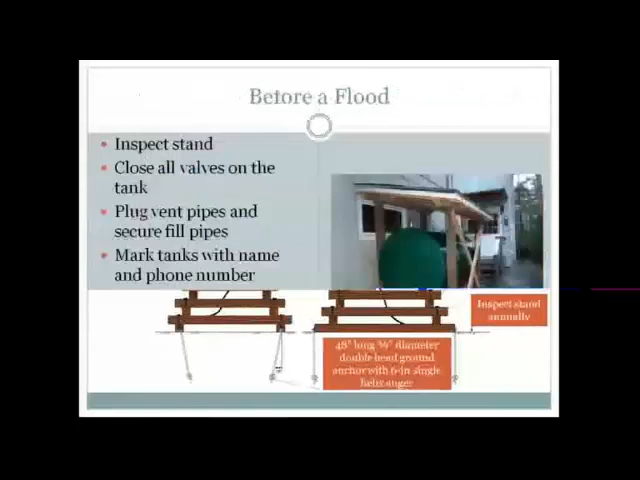 Before a Flood
Inspect stand
Close all valves on the
tank
Plug vent pipes and
secure fill pipes
Mark tanks with name
and phone number
Inspect stand
annually
48" long ¾" diameter
double-head ground
anchor with 6-in single
helix auger